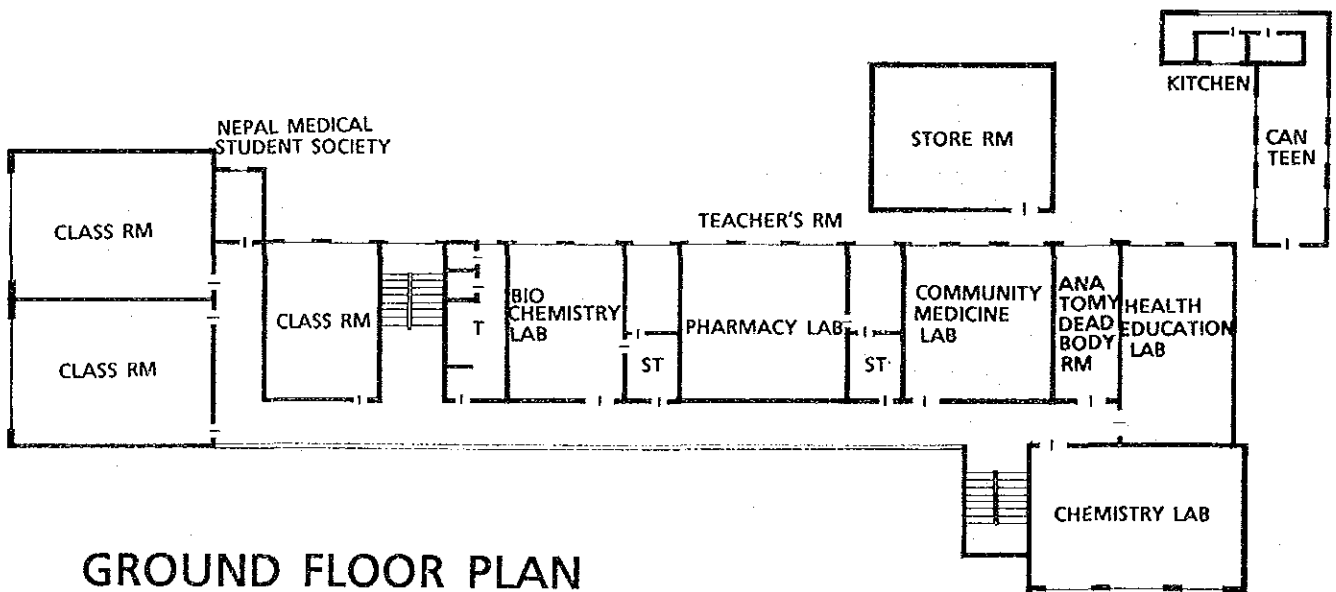 KITCHEN
CAN
TEEN
NEPAL MEDICAL
STUDENT SOCIETY
STORE RM
TEACHER'S RM
CLASS RM
CLASS RM
CLASS RM
T
BIO
CHEMISTRY
LAB
ST
PHARMACY LAB
ST
COMMUNITY
MEDICINE
LAB
ANA
TOMY
DEAD
BODY
RM
HEALTH
EDUCATION
LAB
CHEMISTRY LAB
GROUND FLOOR PLAN